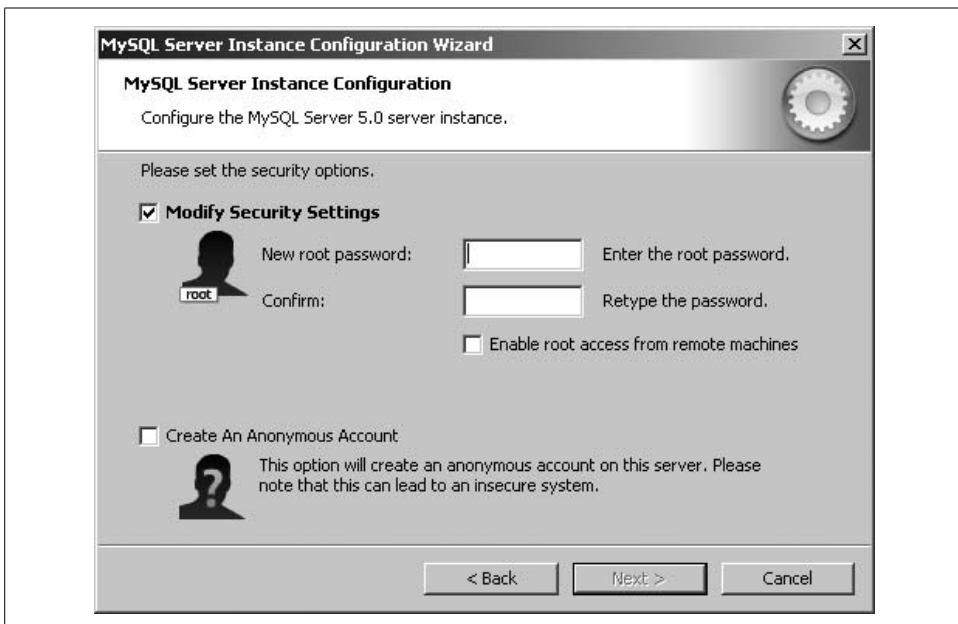 MySQL Server Instance Configuration Wizard
MySQL Server Instance Configuration
Configure the MySQL Server 5.0 server instance.
Please set the security options.
Modify Security Settings
New root password:
Enter the root password.
root
Confirm:
Retype the password.
Enable root access from remote machines
Create An Anonymous Account
This option will create an anonymous account on this server. Please
note that this can lead to an insecure system.
< Back
Next >
Cancel